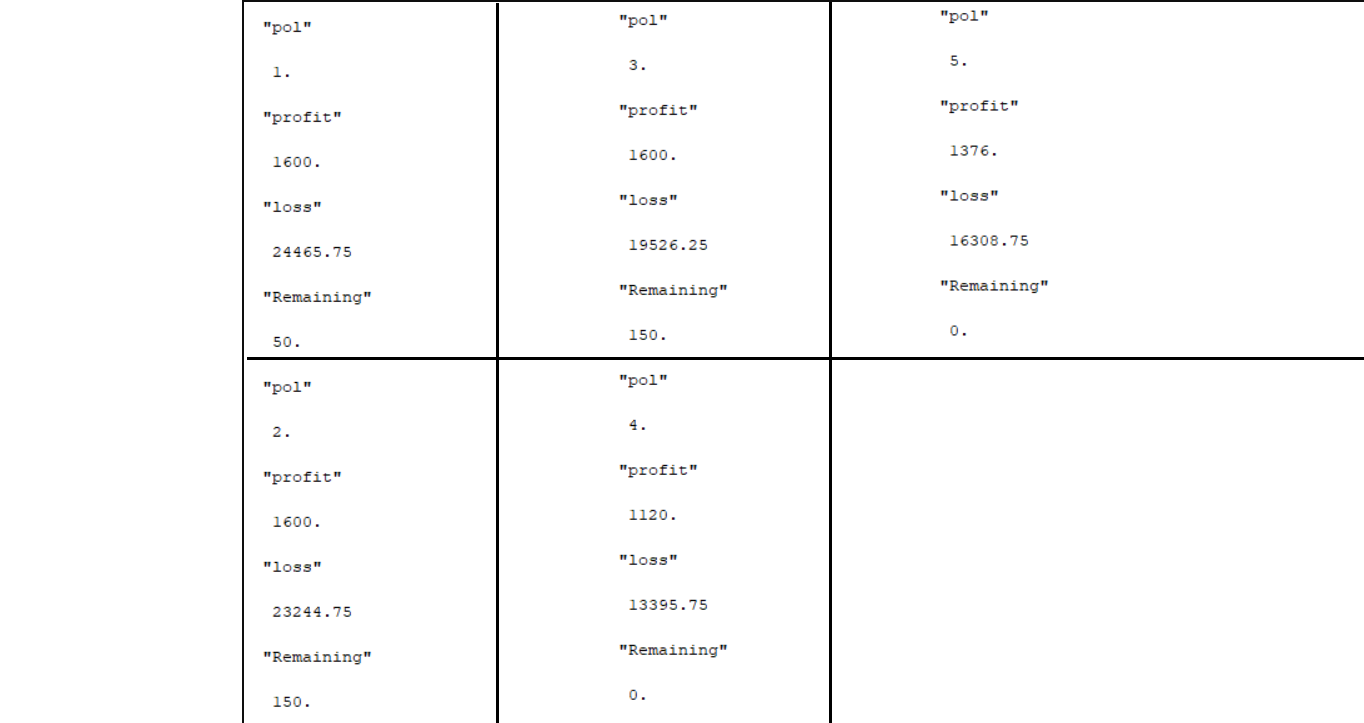 "pol"
1.
"profit"
1600.
"loss"
24465.75
"Remaining"
50.
"pol"
2.
"profit"
1600.
"loss"
23244.75
"Remaining"
150.
"pol"
3.
"profit"
1600.
"loss"
19526.25
"Remaining"
150.
"pol"
4.
"profit"
1120.
"loss"
13395.75
"Remaining"
0.
"pol"
5.
"profit"
1376.
"loss"
16308.75
"Remaining"
0.